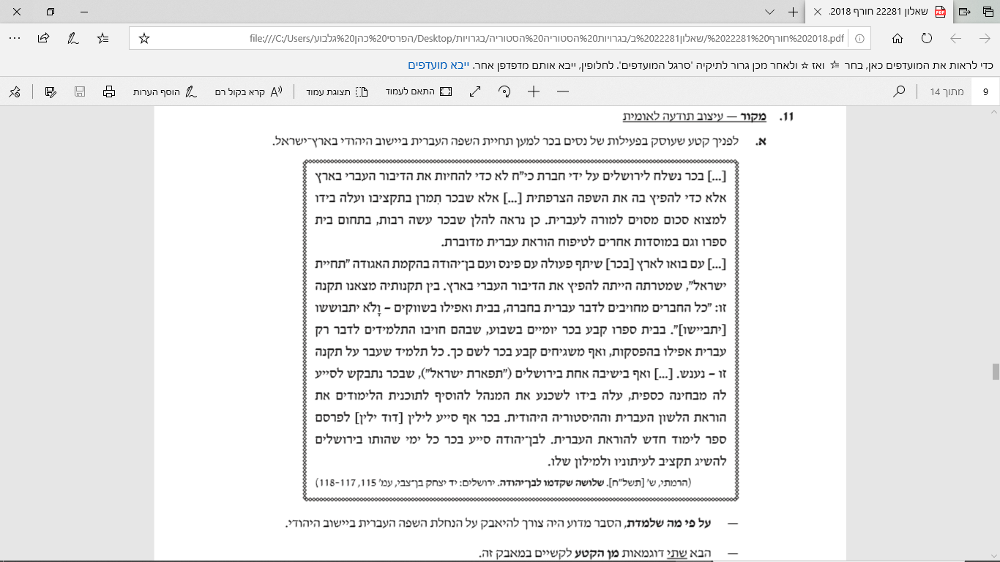 שאלון 22281 חורף 2018.
file:///C:/Users/הפרסי%20כהן%20גלבוע/Desktop/בגרויות/הסטוריה/בגרויות%20הסטוריה%20ב/שאלון%2022281/חורף%202018.pdf
כדי לראות את המועדפים כאן, בחר ואז ☆ ולאחר מכן גרור לתיקיה 'סרגל המועדפים'. לחלופין, ייבא אותם מדפדפן אחר. ייבא מועדפים
9 מתוך 14
התאם לעמוד
תצוגת עמוד
קרא בקול רם
הוסף הערות
11. מקור — עיצוב תודעה לאומית
א. לפניך קטע שעוסק בפעילות של נסים בכר למען תחיית השפה העברית ביישוב היהודי בארץ־ישראל.
[...] בכר נשלח לירושלים על ידי חברת כי"ח לא כדי להחיות את הדיבור העברי בארץ
אלא כדי להפיץ בה את השפה הצרפתית [...] אלא שבכר תִמרן בתקציבו ועלה בידו
למצוא סכום מסוים למורה לעברית. כן נראה להלן שבכר עשה רבות, בתחום בית
ספרו וגם במוסדות אחרים לטיפוח הוראת עברית מדוברת.
[...] עם בואו לארץ [בכר] שיתף פעולה עם פינס ועם בן־יהודה בהקמת האגודה "תחיית
ישראל", שמטרתה הייתה להפיץ את הדיבור העברי בארץ. בין תקנותיה מצאנו תקנה
זו: "כל החברים מחויבים לדבר עברית בחברה, בבית ואפילו בשווקים – וָלֹא יתבוששו
[יתביישו]". בבית ספרו קבע בכר יומיים בשבוע, שבהם חויבו התלמידים לדבר רק
עברית אפילו בהפסקות, ואף משגיחים קבע בכר לשם כך. כל תלמיד שעבר על תקנה
זו – נענש. [...] ואף בישיבה אחת בירושלים ("תפארת ישראל"), שבכר נתבקש לסייע
לה מבחינה כספית, עלה בידו לשכנע את המנהל להוסיף לתוכנית הלימודים את
הוראת הלשון העברית וההיסטוריה היהודית. בכר אף סייע לילין [דוד ילין] לפרסם
ספר לימוד חדש להוראת העברית. לבן־יהודה סייע בכר כל ימי שהותו בירושלים
להשיג תקציב לעיתוניו ולמילון שלו.
(הרמתי, ש' [תשל"ח]. שלושה שקדמו לבן־יהודה. ירושלים: יד יצחק בן־צבי, עמ' 115, 117-118)
— על פי מה שלמדת, הסבר מדוע היה צורך להיאבק על הנחלת השפה העברית ביישוב היהודי.
— הבא שתי דוגמאות מן הקטע לקשיים במאבק זה.